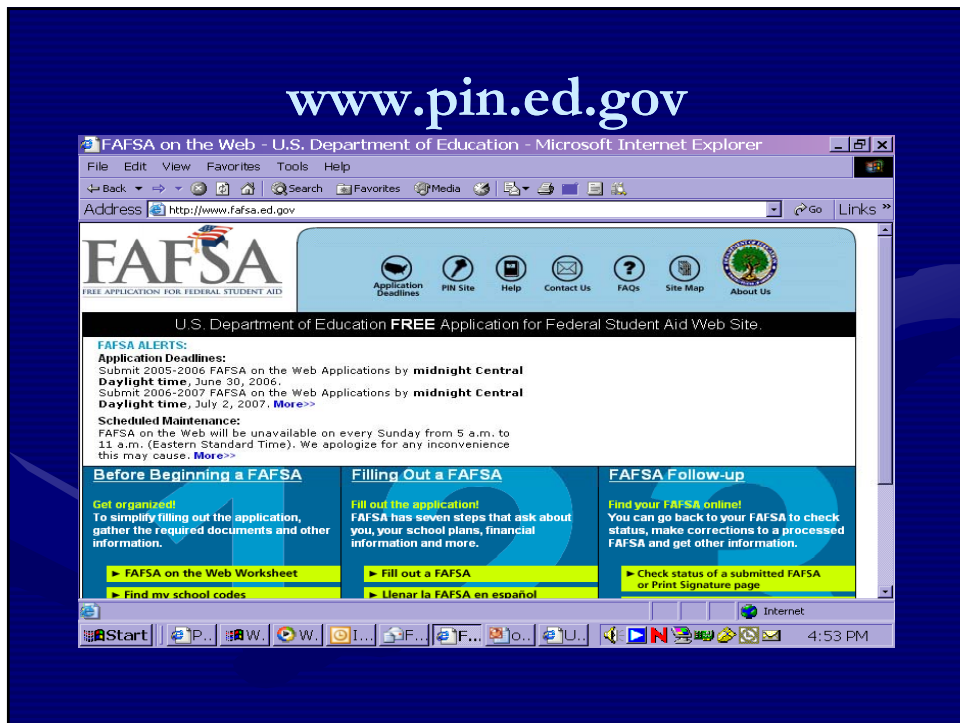 www.pin.ed.gov
FAFSA on the Web - U.S. Department of Education - Microsoft Internet Explorer
File Edit View Favorites Tools Help
Back Search Favorites Media
Address http://www.fafsa.ed.gov Go Links »
FAFSA
FREE APPLICATION FOR FEDERAL STUDENT AID
Application
Deadlines
PIN Site Help Contact Us FAQs Site Map About Us
U.S. Department of Education FREE Application for Federal Student Aid Web Site.
FAFSA ALERTS:
Application Deadlines:
Submit 2005-2006 FAFSA on the Web Applications by midnight Central
Daylight time, June 30, 2006.
Submit 2006-2007 FAFSA on the Web Applications by midnight Central
Daylight time, July 2, 2007. More>>
Scheduled Maintenance:
FAFSA on the Web will be unavailable on every Sunday from 5 a.m. to
11 a.m. (Eastern Standard Time). We apologize for any inconvenience
this may cause. More>>
Before Beginning a FAFSA
Get organized!
To simplify filling out the application,
gather the required documents and other
information.
► FAFSA on the Web Worksheet
► Find my school codes
Filling Out a FAFSA
Fill out the application!
FAFSA has seven steps that ask about
you, your school plans, financial
information and more.
► Fill out a FAFSA
► Llenar la FAFSA en español
FAFSA Follow-up
Find your FAFSA online!
You can go back to your FAFSA to check
status, make corrections to a processed
FAFSA and get other information.
► Check status of a submitted FAFSA
or Print Signature page
1 2 3
Internet
Start P.. W.. W.. I... F... F... o.. U.. N 4:53 PM